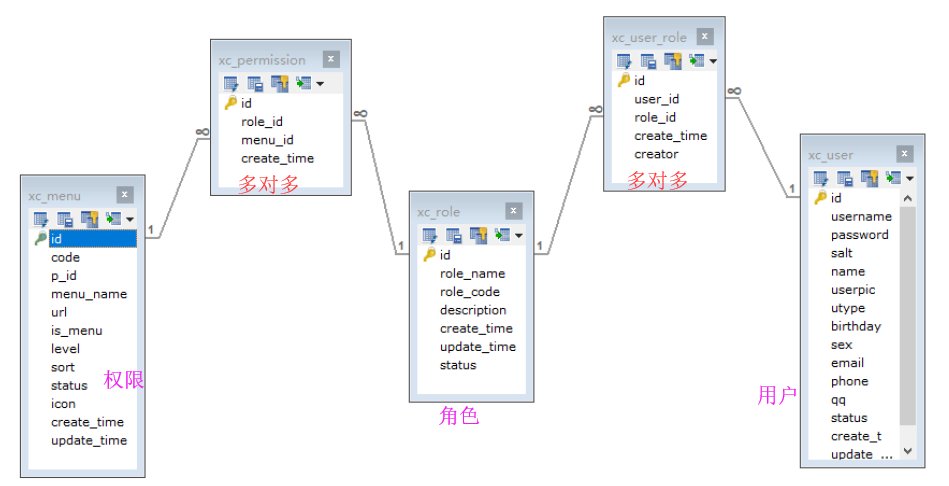 xc_menu
id
code
p_id
menu_name
url
is_menu
level
sort
status
icon
create_time
update_time
权限
1
∞
xc_permission
id
role_id
menu_id
create_time
多对多
∞
1
xc_role
id
role_name
role_code
description
create_time
update_time
status
角色
1
∞
xc_user_role
id
user_id
role_id
create_time
creator
多对多
∞
1
xc_user
id
username
password
salt
name
userpic
utype
birthday
sex
email
phone
qq
status
create_t
update ...
用户